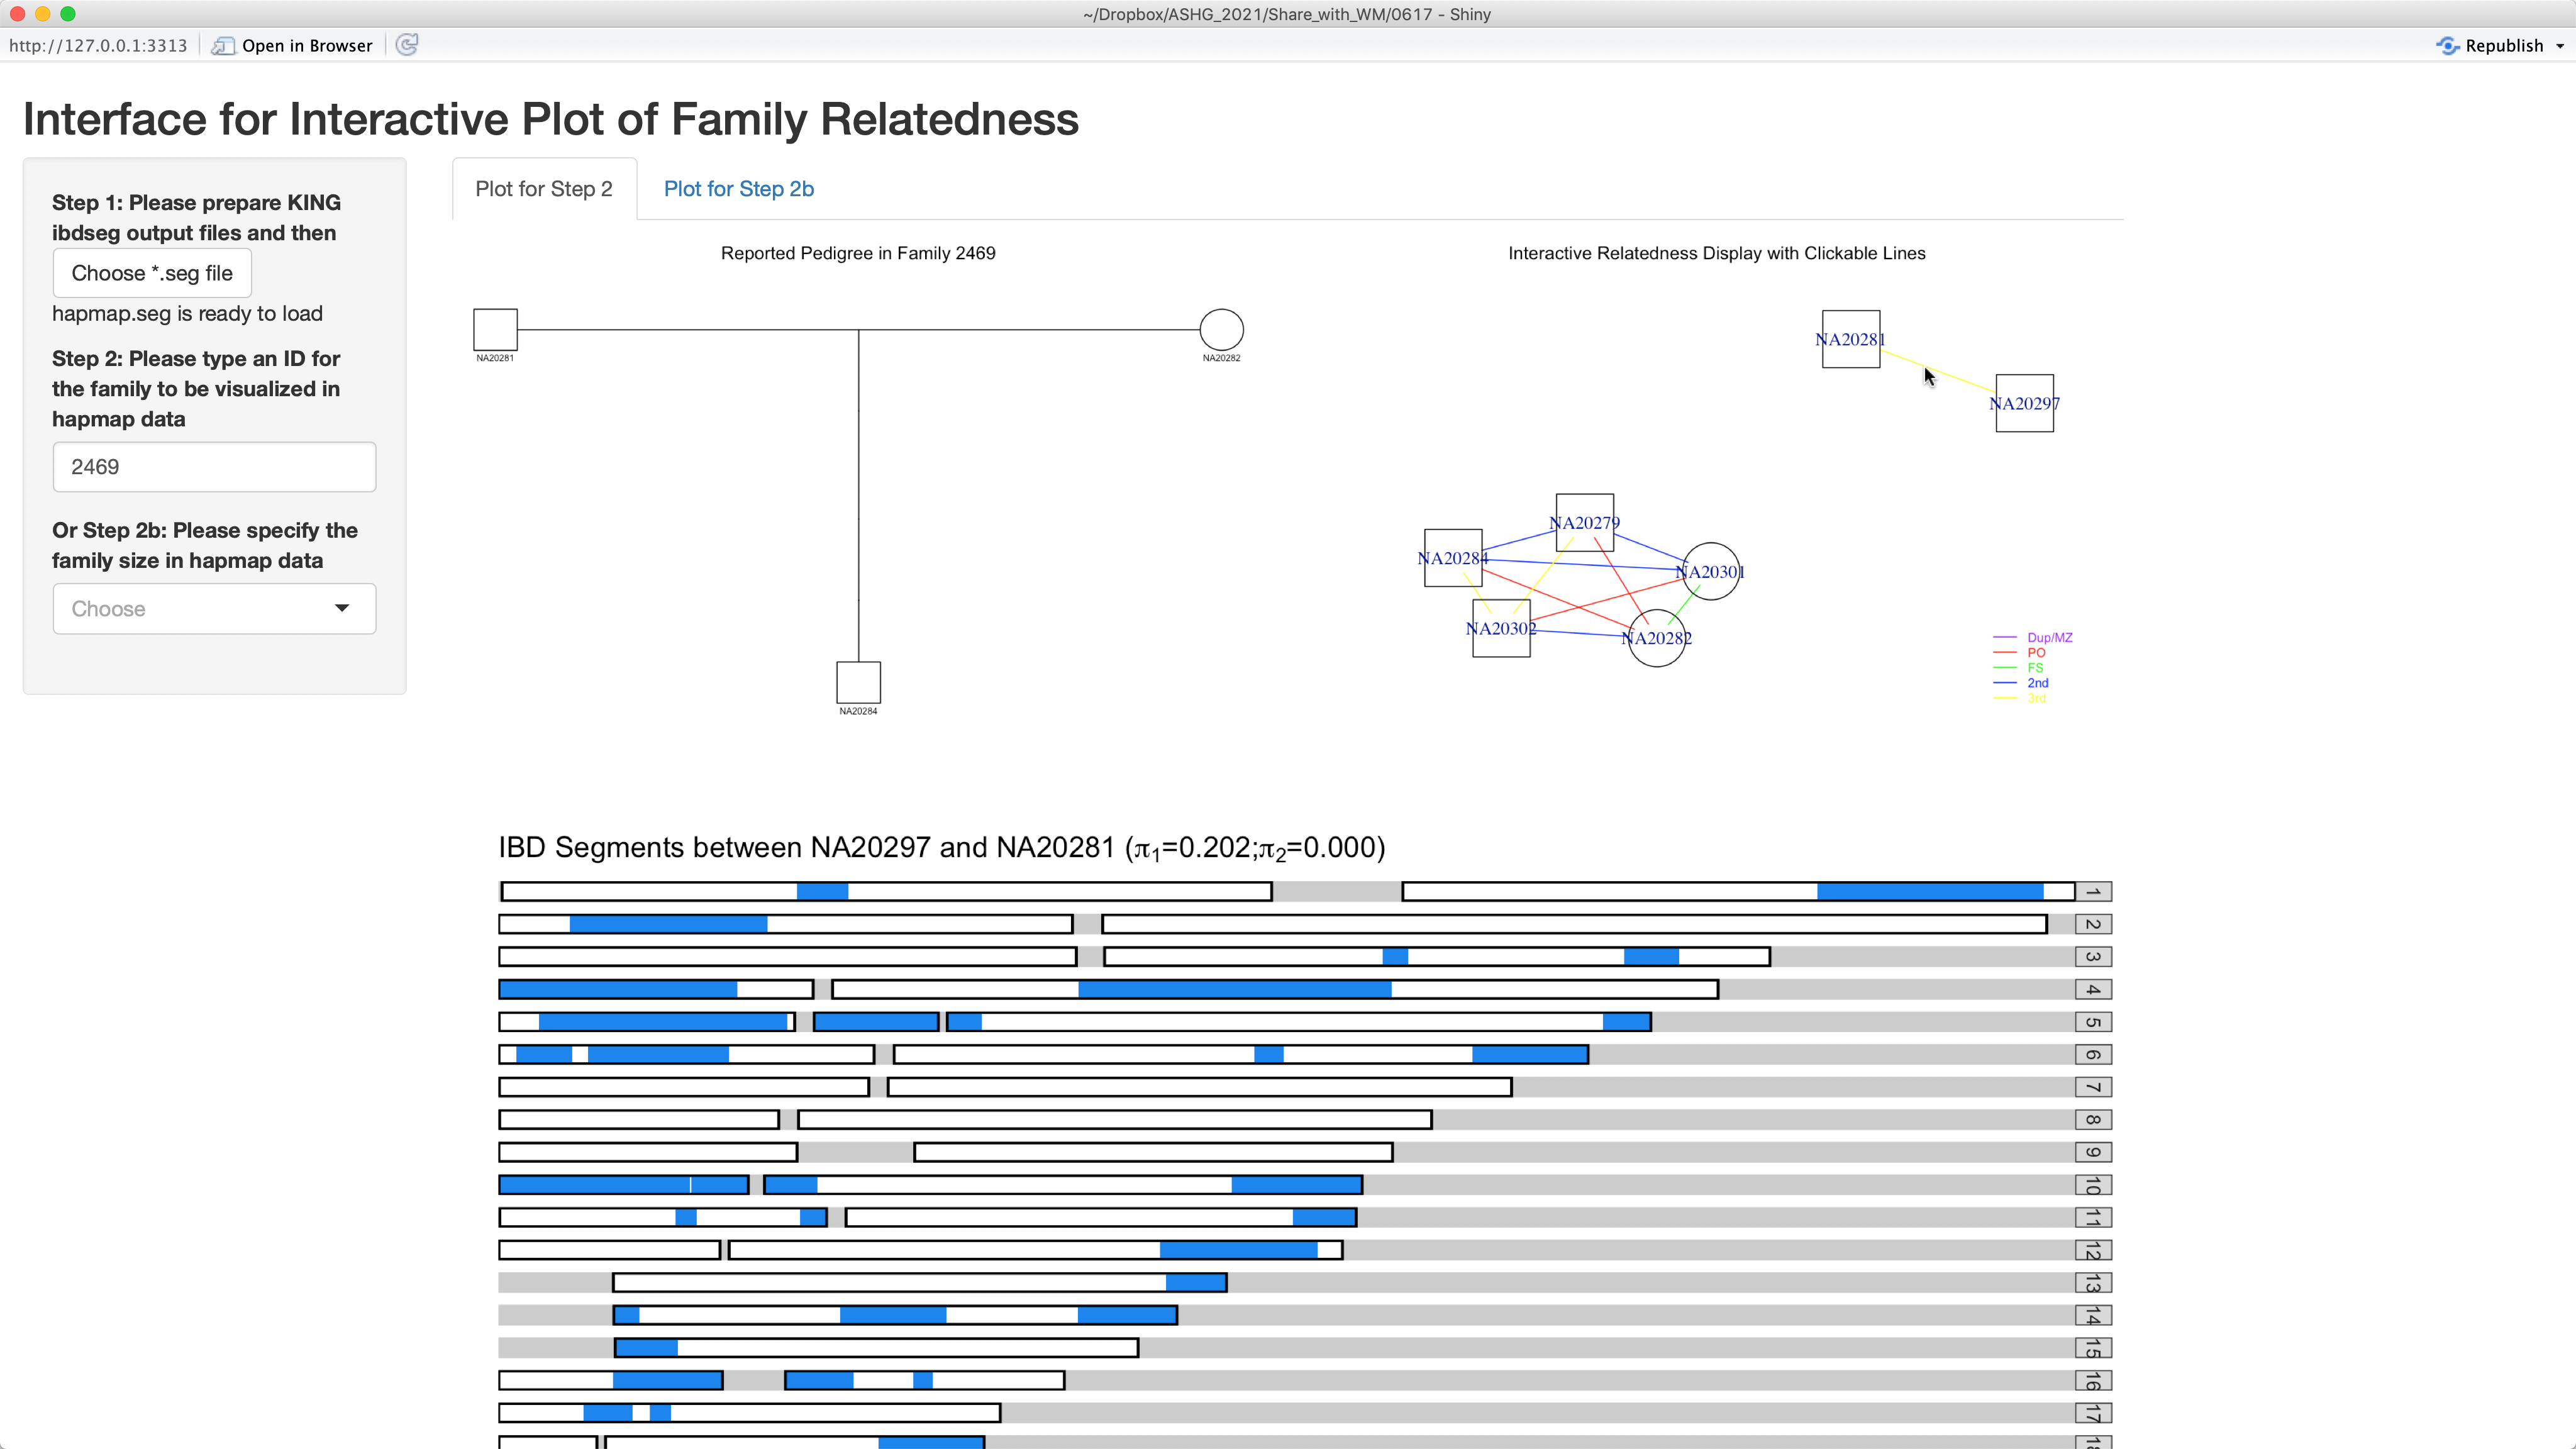 ~/Dropbox/ASHG_2021/Share_with_WM/0617 - Shiny
http://127.0.0.1:3313
Open in Browser
Republish
Interface for Interactive Plot of Family Relatedness
Step 1: Please prepare KING
ibdseg output files and then
Choose *.seg file
hapmap.seg is ready to load
Step 2: Please type an ID for
the family to be visualized in
hapmap data
2469
Or Step 2b: Please specify the
family size in hapmap data
Choose
Plot for Step 2
Plot for Step 2b
Reported Pedigree in Family 2469
NA20281
NA20282
NA20284
Interactive Relatedness Display with Clickable Lines
NA20281
NA20297
NA20279
NA20284
NA20301
NA20302
NA20282
Dup/MZ
PO
FS
2nd
3rd
IBD Segments between NA20297 and NA20281 (π1=0.202;π2=0.000)
1
2
3
4
5
6
7
8
9
10
11
12
13
14
15
16
17